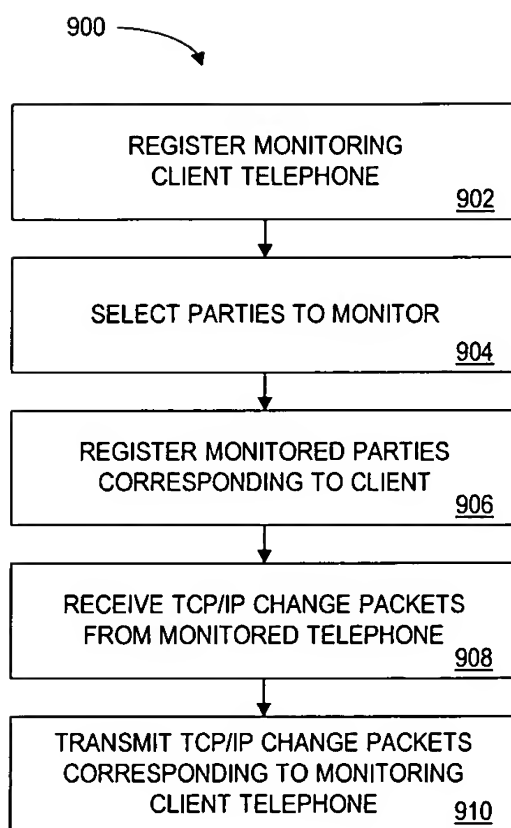 900
REGISTER MONITORING
CLIENT TELEPHONE
902
SELECT PARTIES TO MONITOR
904
REGISTER MONITORED PARTIES
CORRESPONDING TO CLIENT
906
RECEIVE TCP/IP CHANGE PACKETS
FROM MONITORED TELEPHONE
908
TRANSMIT TCP/IP CHANGE PACKETS
CORRESPONDING TO MONITORING
CLIENT TELEPHONE
910